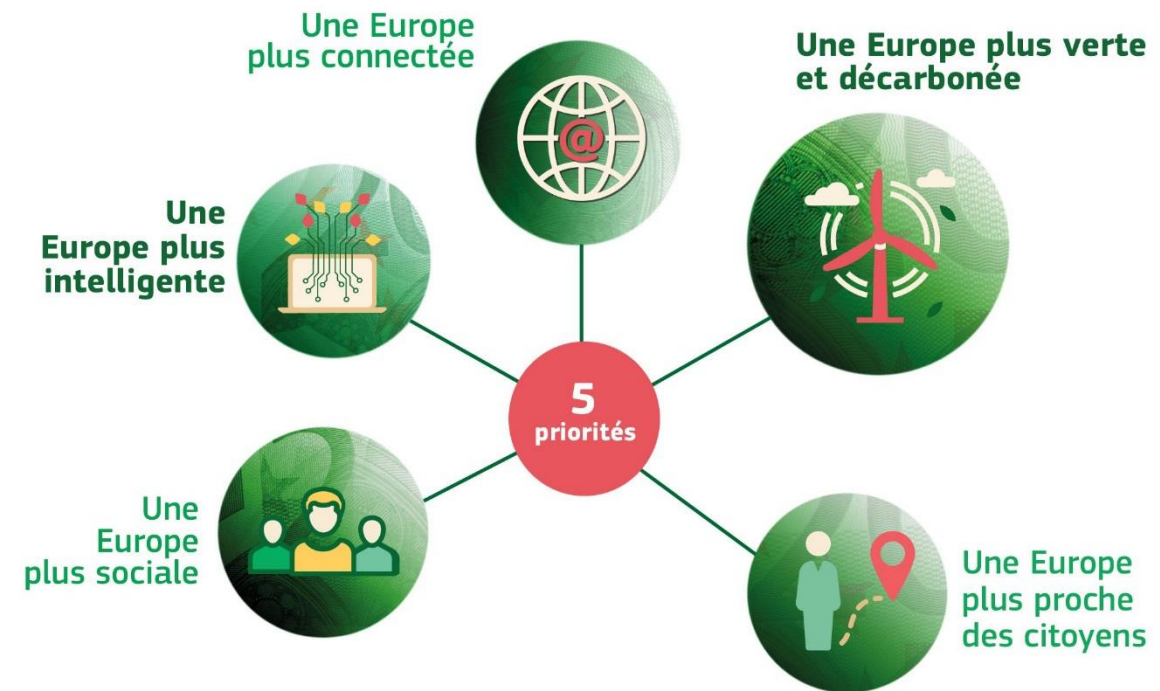 Une Europe
plus connectée
Une Europe plus verte
et décarbonée
Une
Europe plus
intelligente
@
5
priorités
Une
Europe
plus sociale
Une Europe
plus proche
des citoyens